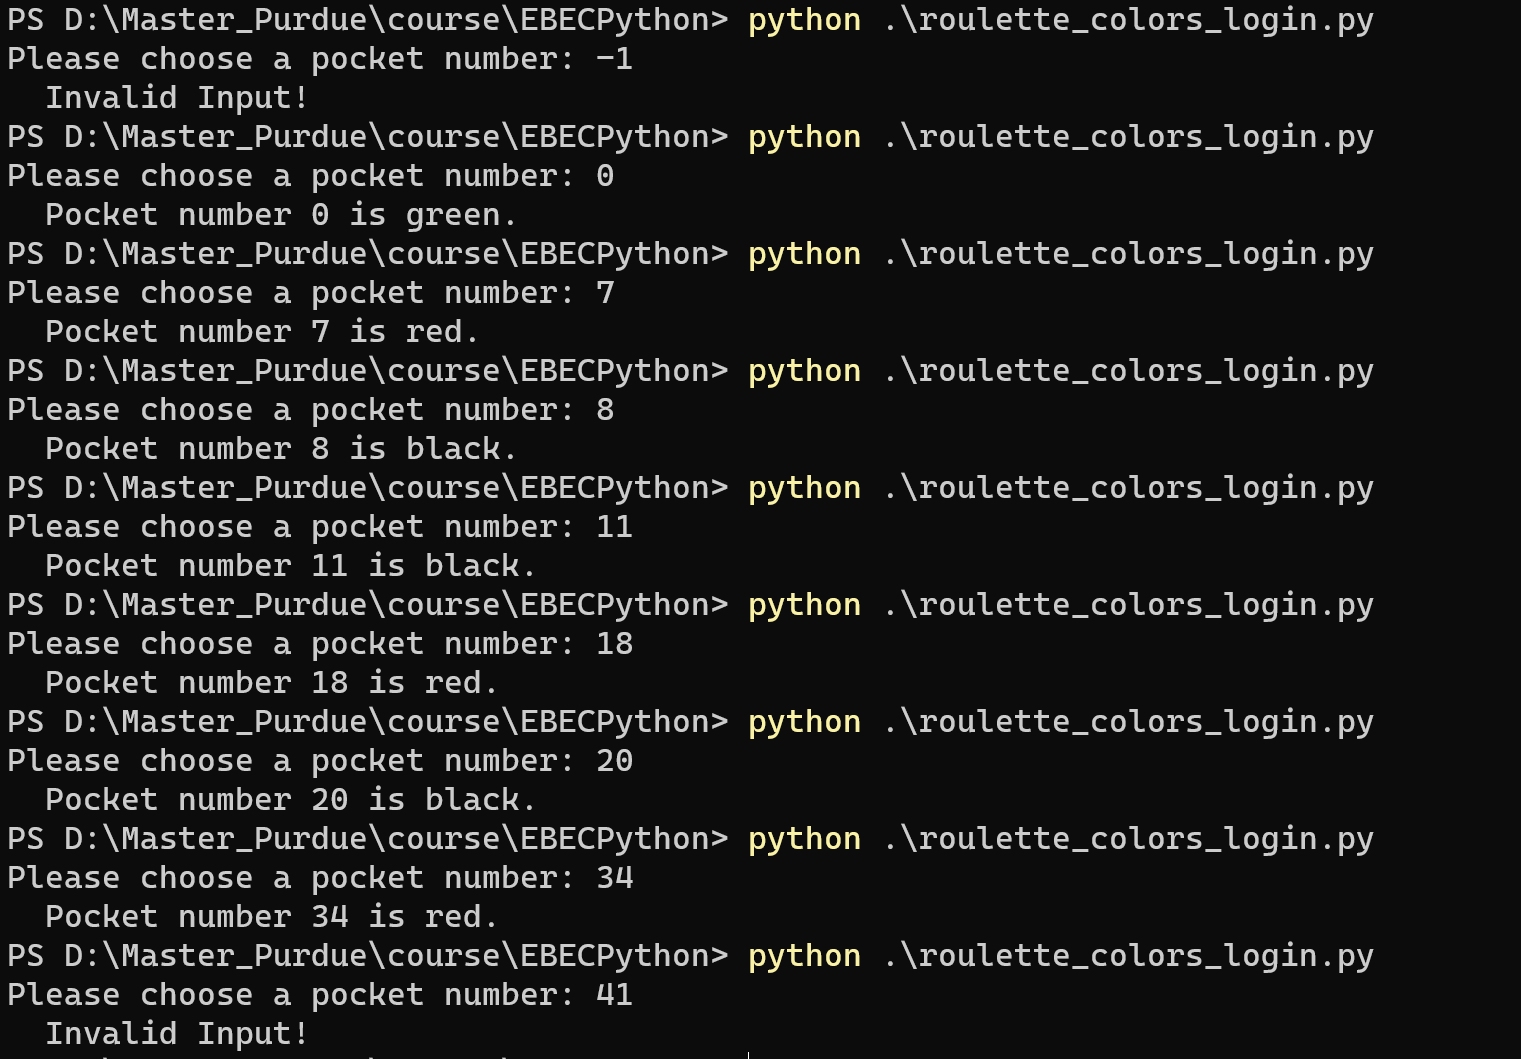 PS D:\Master_Purdue\course\EBECPython> python .\roulette_colors_login.py
Please choose a pocket number: -1
  Invalid Input!
PS D:\Master_Purdue\course\EBECPython> python .\roulette_colors_login.py
Please choose a pocket number: 0
  Pocket number 0 is green.
PS D:\Master_Purdue\course\EBECPython> python .\roulette_colors_login.py
Please choose a pocket number: 7
  Pocket number 7 is red.
PS D:\Master_Purdue\course\EBECPython> python .\roulette_colors_login.py
Please choose a pocket number: 8
  Pocket number 8 is black.
PS D:\Master_Purdue\course\EBECPython> python .\roulette_colors_login.py
Please choose a pocket number: 11
  Pocket number 11 is black.
PS D:\Master_Purdue\course\EBECPython> python .\roulette_colors_login.py
Please choose a pocket number: 18
  Pocket number 18 is red.
PS D:\Master_Purdue\course\EBECPython> python .\roulette_colors_login.py
Please choose a pocket number: 20
  Pocket number 20 is black.
PS D:\Master_Purdue\course\EBECPython> python .\roulette_colors_login.py
Please choose a pocket number: 34
  Pocket number 34 is red.
PS D:\Master_Purdue\course\EBECPython> python .\roulette_colors_login.py
Please choose a pocket number: 41
  Invalid Input!